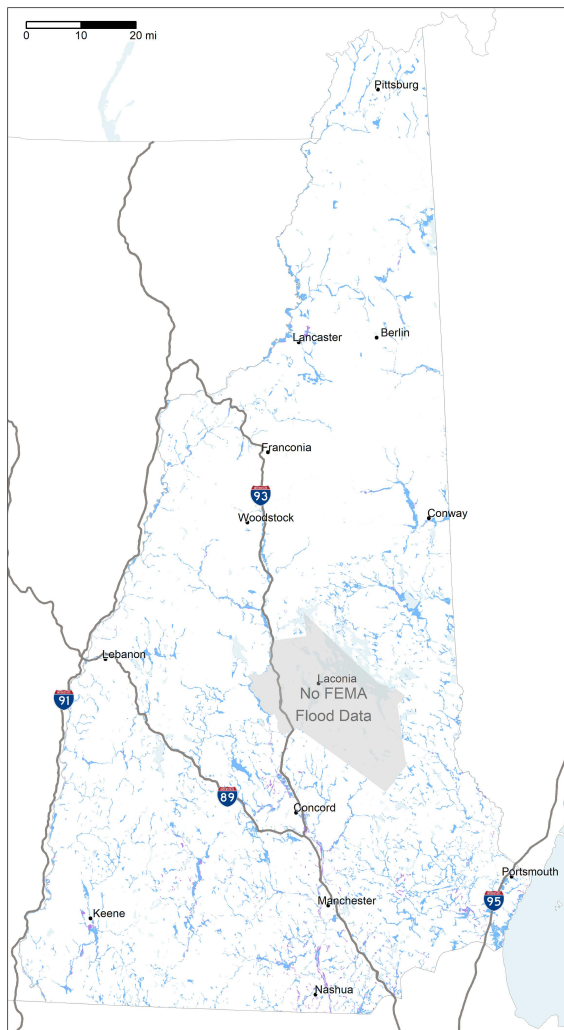 0 10 20 mi
Pittsburg
Lancaster
Berlin
Franconia
93
Woodstock
Conway
Lebanon
Laconia
No FEMA
Flood Data
91
89
Concord
Portsmouth
Manchester
95
Keene
Nashua